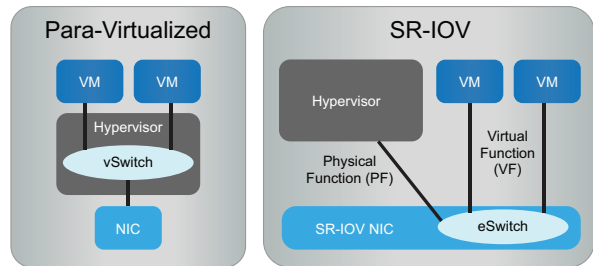 Para-Virtualized
VM
VM
Hypervisor
vSwitch
NIC
SR-IOV
Hypervisor
VM
VM
Physical
Function (PF)
Virtual
Function
(VF)
SR-IOV NIC
eSwitch